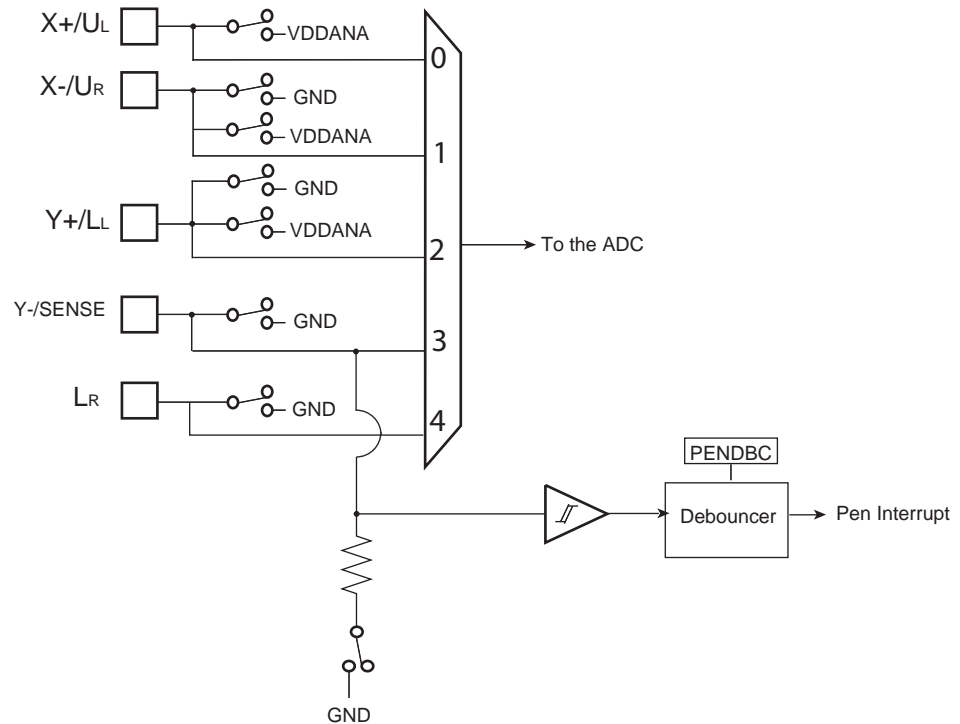 X+/UL
VDDANA
0
X-/UR
GND
VDDANA
1
GND
Y+/LL
VDDANA
2
To the ADC
Y-/SENSE
GND
3
LR
GND
4
PENDBC
Debouncer
Pen Interrupt
GND